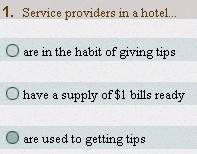 1. Service providers in a hotel...
are in the habit of giving tips
have a supply of $1 bills ready
are used to getting tips